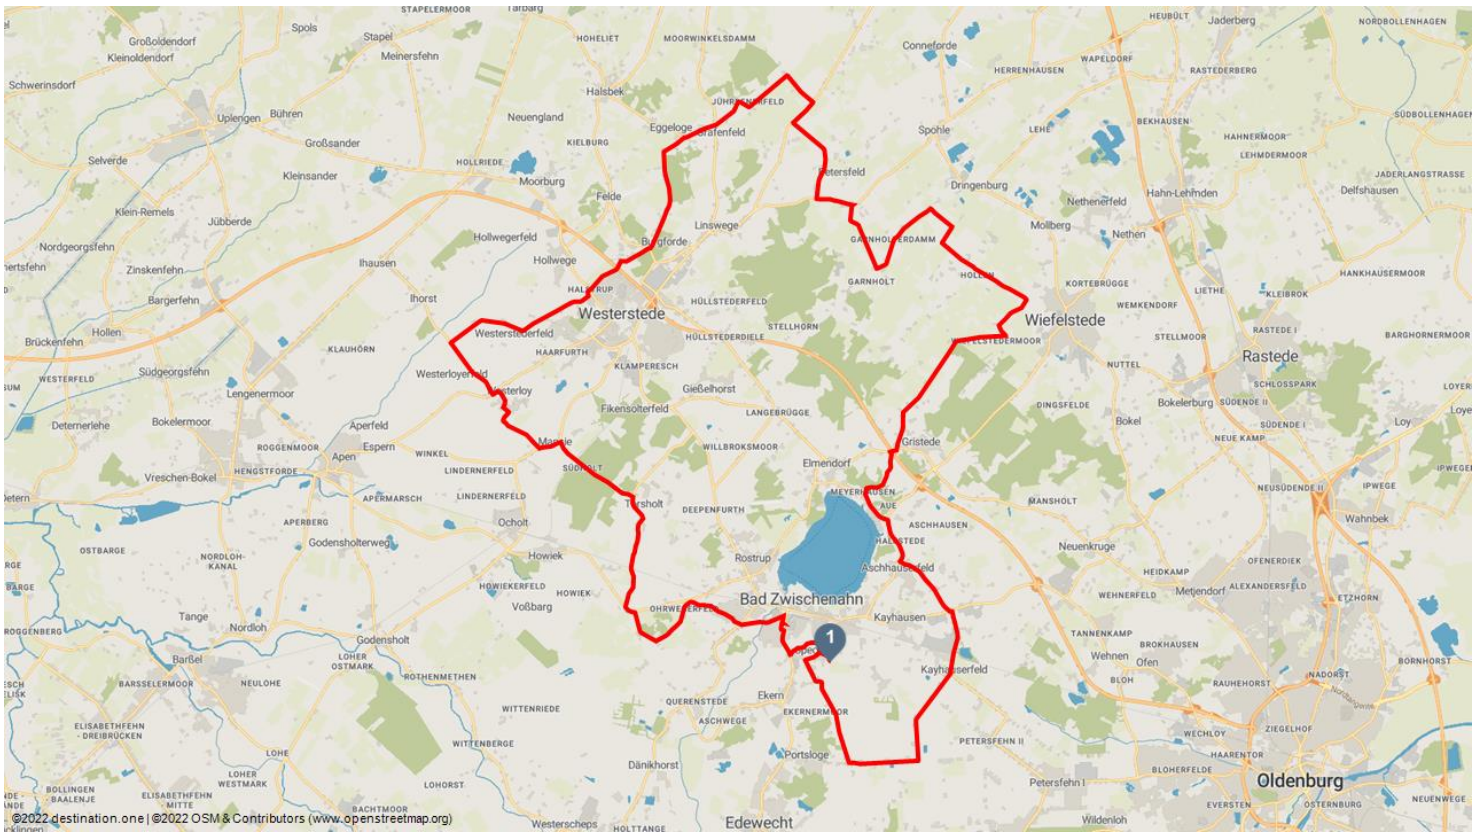 STAPELERMOOR
Tarbarg
HEUBÜLT
Jaderberg
NORDBOLLENHAGEN
Spols
Stapel
HOHELIET
MOORWINKELSDAMM
Großoldendorf
Kleinoldendorf
Meinersfehn
Conneforde
WAPELDORF
HERRENHAUSEN
RASTEDERBERG
Schwerinsdorf
Halsbek
Uplengen
Bühren
Neuengland
Eggeloge
Grafenfeld
Spohle
LEHE
BEKHAUSEN
SÜDBOLLENHAGEN
HAHNERMOOR
LEHMDERMOOR
Großsander
KIELBURG
Selverde
HOLLRIEDE
Kleinsander
Moorburg
Petersfeld
Dringenburg
Hahn-Lehmden
JADERLANGSTRASSE
Delfshausen
Klein-Remels
Jübberde
Felde
Nethenerfeld
Linswege
Mollberg
Nethen
Hollwegerfeld
Burgforde
GARNHOLTERDAMM
Nordgeorgsfehn
Zinskenfehn
Ihausen
Hollwege
HANKHAUSERMOOR
Bargerfehn
Ihorst
GARNHOLT
HOLLEN
KORTEBRÜGGE
LIETHE
KLEIBROK
WEMKENDORF
HÜLLSTEDERFELD
Westerstede
STELLHORN
Wiefelstede
RASTEDE I
Hollen
Brückenfehn
Westerstederfeld
HÜLLSTEDERDIELE
STELLMOOR
BARGHORNERMOOR
KLAUHÖRN
HAARFURTH
Rastede
WESTERFELD
Südgeorgsfehn
Westerloyerfeld
KLAMPERESCH
NUTTEL
SCHLOSSPARK
Lengenermoor
Gießelhorst
Bokelerburg
SÜDENDE II
Fikensolterfeld
DINGSFELDE
LANGEBRÜGGE
Detemerlehe
Bokelermoor
Aperfeld
Bokel
SÜDENDE I
Loy
NEUE KAMP
ROGGENMOOR
Espern
WINKEL
Mansie
WILLBROKSMOOR
Gristede
Apen
HENGSTFORDE
LINDERNERFELD
SÜDHOLT
Elmendorf
Vreschen-Bokel
NEUSÜDENDE II
IPWEGE
APERMARSCH
LINDERNERFELD
Torsholt
DEEPENFURTH
MEYERHAUSEN
AUE
MANSHOLT
Wahnbek
APERBERG
Ocholt
ASCHHAUSEN
Godensholterweg
OSTBARGE
NORDLOH-
KANAL
Howiek
Rostrup
Neuenkruge
OFENERDIEK
Aschhauserfeld
HEIDKAMP
Metjendorf
ALEXANDERSFELD
HOWIEKERFELD
HOWIEK
Voßbarg
Bad Zwischenahn
WEHNERFELD
ETZHORN
Tange
Nordloh
OHRWEGERFELD
Kayhausen
Godensholt
1
TANNENKAMP
Wehnen
BROKHAUSEN
Ofen
BORNHORST
Barßel
LOHER
OSTMARK
Kayhauserfeld
NADORST
BARSSELERMOOR
NEULOHE
ROTHENMETHEN
Ekern
BLOH
RAUHEHORST
QUERENSTEDE
WITTENRIEDE
ASCHWEGE
EKERNERMOOR
ELISABETHFEHN
- DREIBRÜCKEN
WITTENBERGE
PETERSFEHN II
WECHLOY
ZIEGELHOF
LOHE
Portsloge
HAARENTOR
Dänikhorst
BLOHERFELDE
LOHER
WESTMARK
LOHORST
Petersfehn I
Oldenburg
BOLLINGEN
BAALENJE
ELISABETHFEHN
MITTE
BACHTMOOR
EVERSTEN
OSTERNBURG
NEUENWEGE
©2022 destination.one | ©2022 OSM & Contributors (www.openstreetmap.org)
Westerscheps
HOLTTANGE
Edewecht
Wildenloh